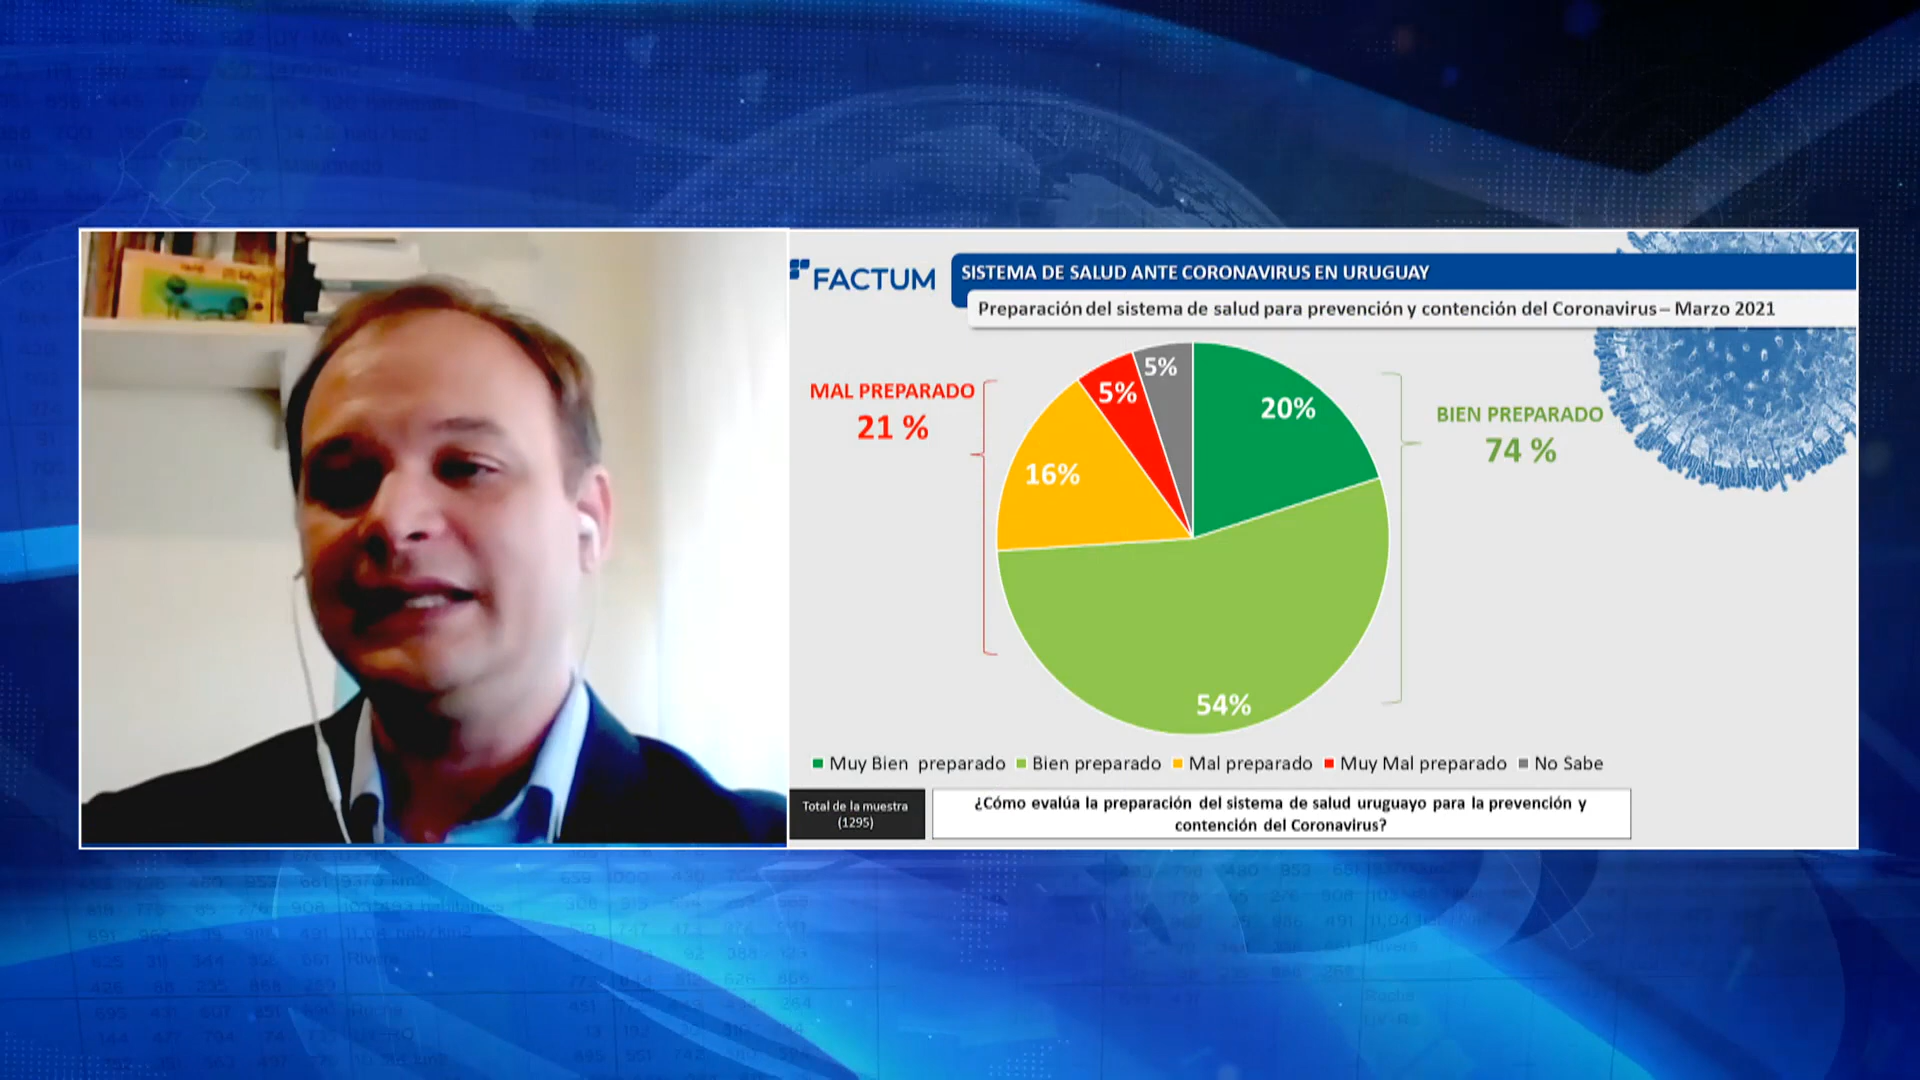 FACTUM
SISTEMA DE SALUD ANTE CORONAVIRUS EN URUGUAY
Preparación del sistema de salud para prevención y contención del Coronavirus – Marzo 2021
MAL PREPARADO
21 %
5%
5%
20%
16%
54%
BIEN PREPARADO
74 %
Muy Bien preparado Bien preparado Mal preparado Muy Mal preparado No Sabe
Total de la muestra
(1295)
¿Cómo evalúa la preparación del sistema de salud uruguayo para la prevención y
contención del Coronavirus?